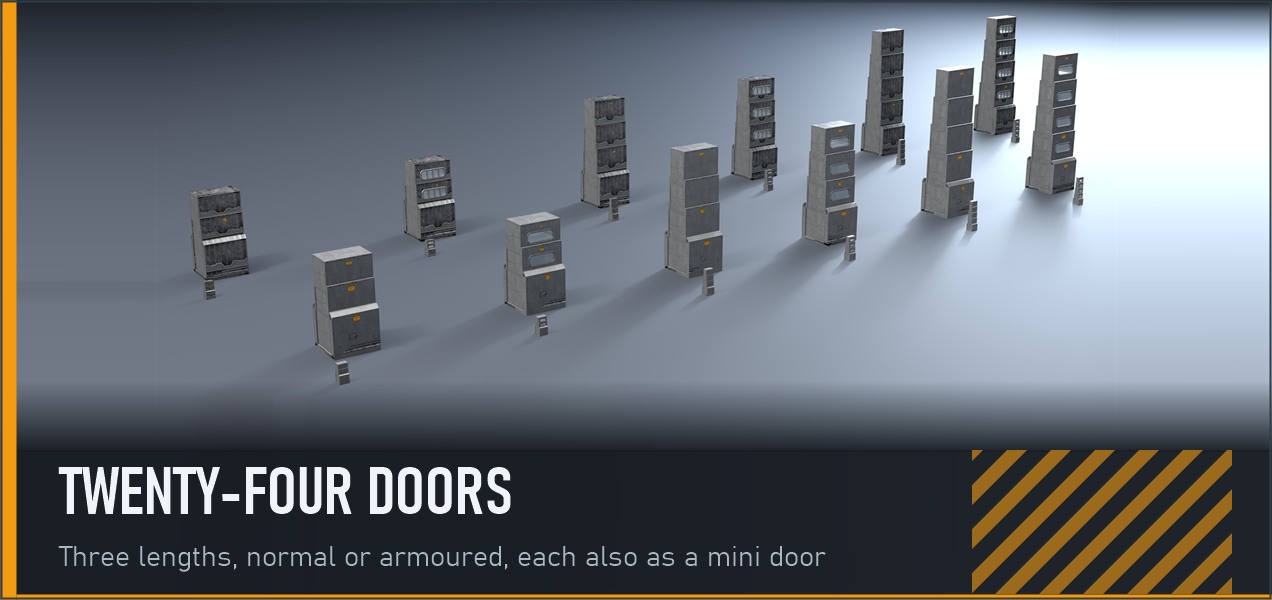 TWENTY-FOUR DOORS
Three lengths, normal or armoured, each also as a mini door